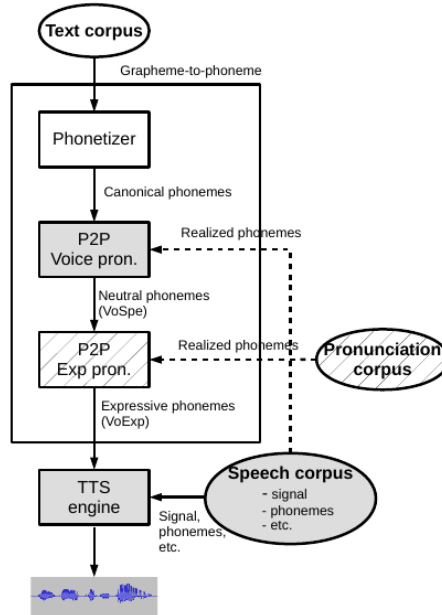 Text corpus
Grapheme-to-phoneme
Phonetizer
Canonical phonemes
P2P
Voice pron.
Realized phonemes
Neutral phonemes
(VoSpe)
P2P
Exp pron.
Realized phonemes
Pronunciation
corpus
Expressive phonemes
(VoExp)
TTS
engine
Speech corpus
- signal
- phonemes
- etc.
Signal,
phonemes,
etc.